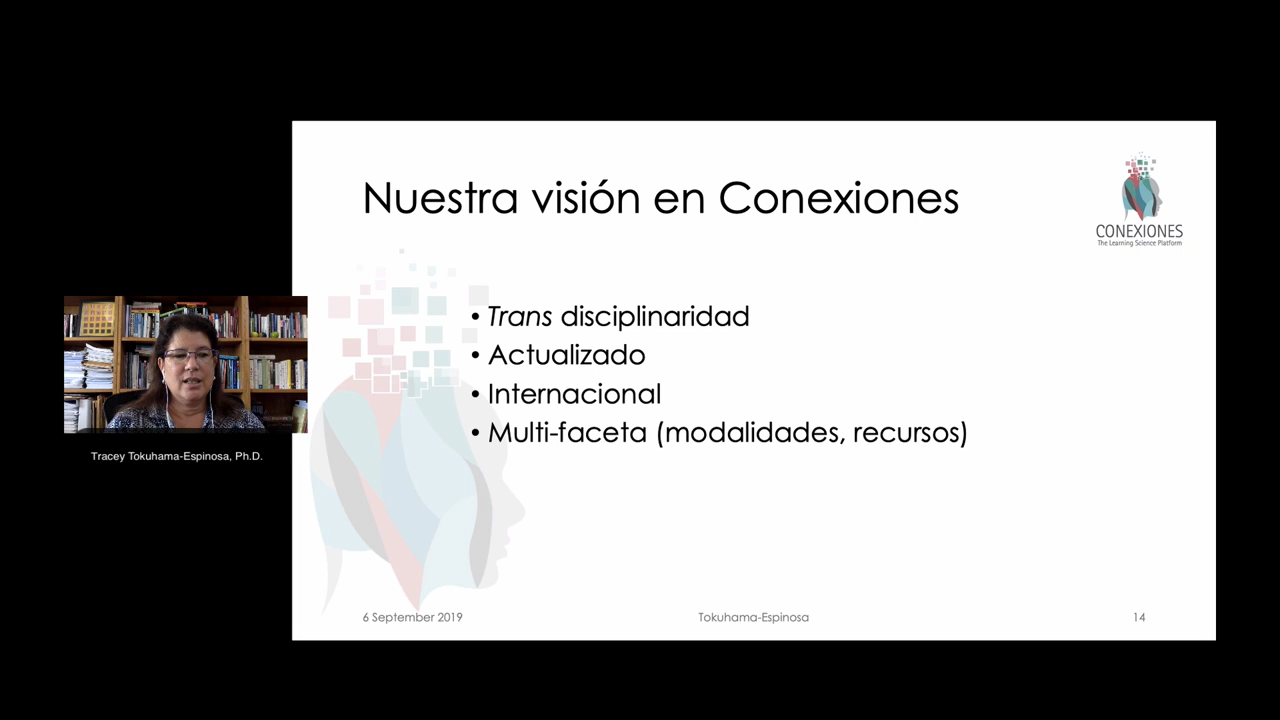 Nuestra visión en Conexiones
CONEXIONES
The Learning Science Platform
• Trans disciplinaridad
• Actualizado
• Internacional
• Multi-faceta (modalidades, recursos)
Tracey Tokuhama-Espinosa, Ph.D.
6 September 2019
Tokuhama-Espinosa
14